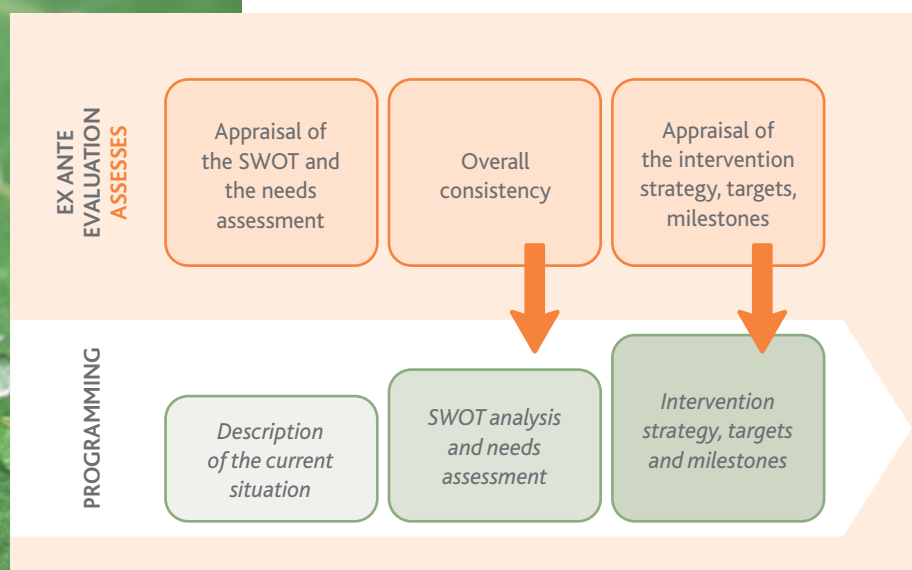 EX ANTE
EVALUATION
ASSESSES
Appraisal of
the SWOT and
the needs
assessment
Overall
consistency
Appraisal of
the intervention
strategy, targets,
milestones
PROGRAMMING
Description
of the current
situation
SWOT analysis
and needs
assessment
Intervention
strategy, targets
and milestones